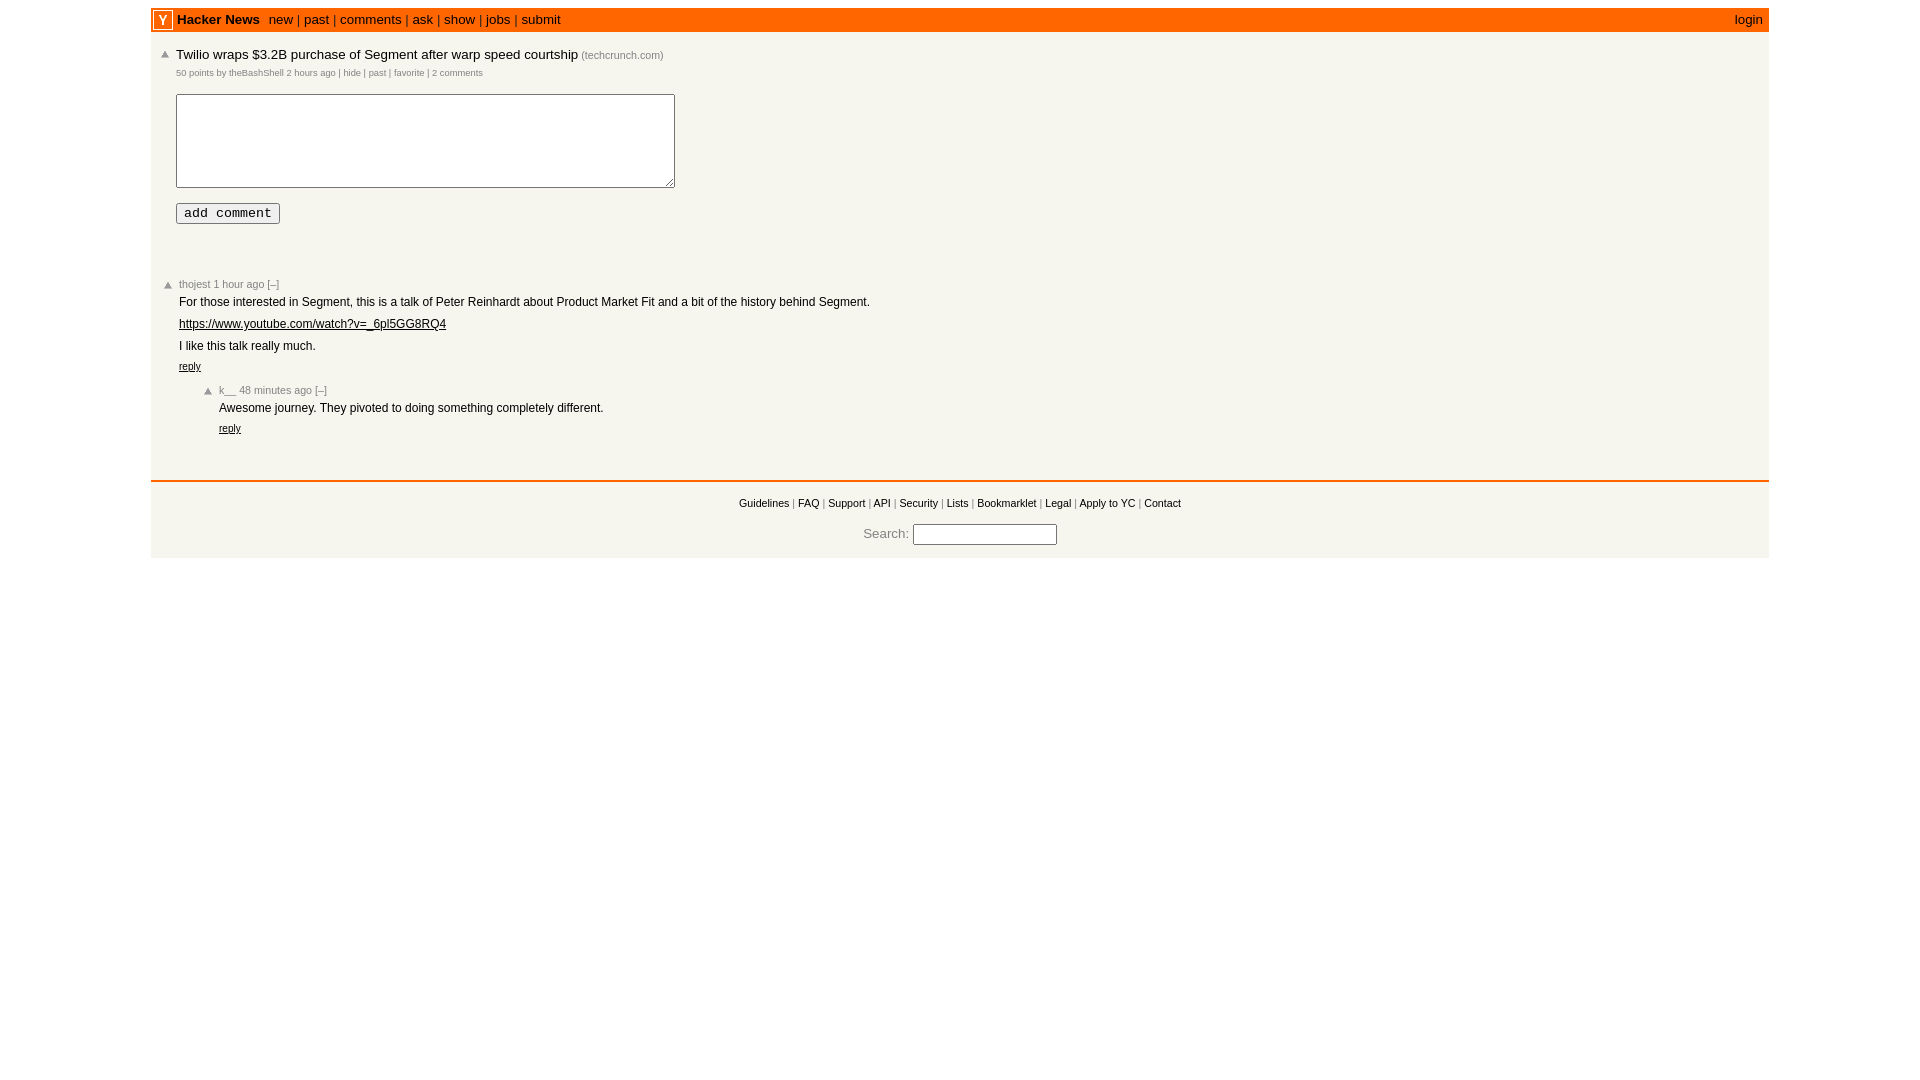 Y Hacker News new | past | comments | ask | show | jobs | submit login
Twilio wraps $3.2B purchase of Segment after warp speed courtship (techcrunch.com)
50 points by theBashShell 2 hours ago | hide | past | favorite | 2 comments
add comment
thojest 1 hour ago [–]
For those interested in Segment, this is a talk of Peter Reinhardt about Product Market Fit and a bit of the history behind Segment.
https://www.youtube.com/watch?v=_6pl5GG8RQ4
I like this talk really much.
reply
k__ 48 minutes ago [–]
Awesome journey. They pivoted to doing something completely different.
reply
Guidelines | FAQ | Support | API | Security | Lists | Bookmarklet | Legal | Apply to YC | Contact
Search: